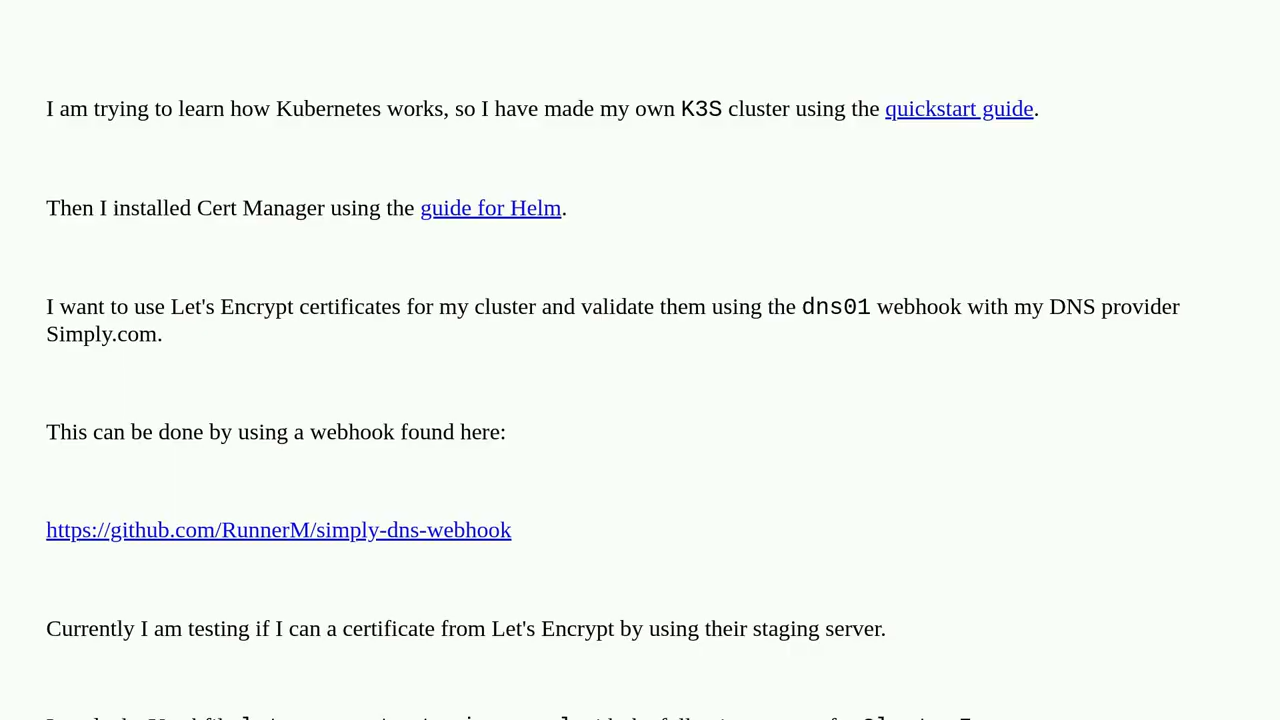 I am trying to learn how Kubernetes works, so I have made my own K3S cluster using the quickstart guide.
Then I installed Cert Manager using the guide for Helm.
I want to use Let's Encrypt certificates for my cluster and validate them using the dns01 webhook with my DNS provider
Simply.com.
This can be done by using a webhook found here:
https://github.com/RunnerM/simply-dns-webhook
Currently I am testing if I can a certificate from Let's Encrypt by using their staging server.